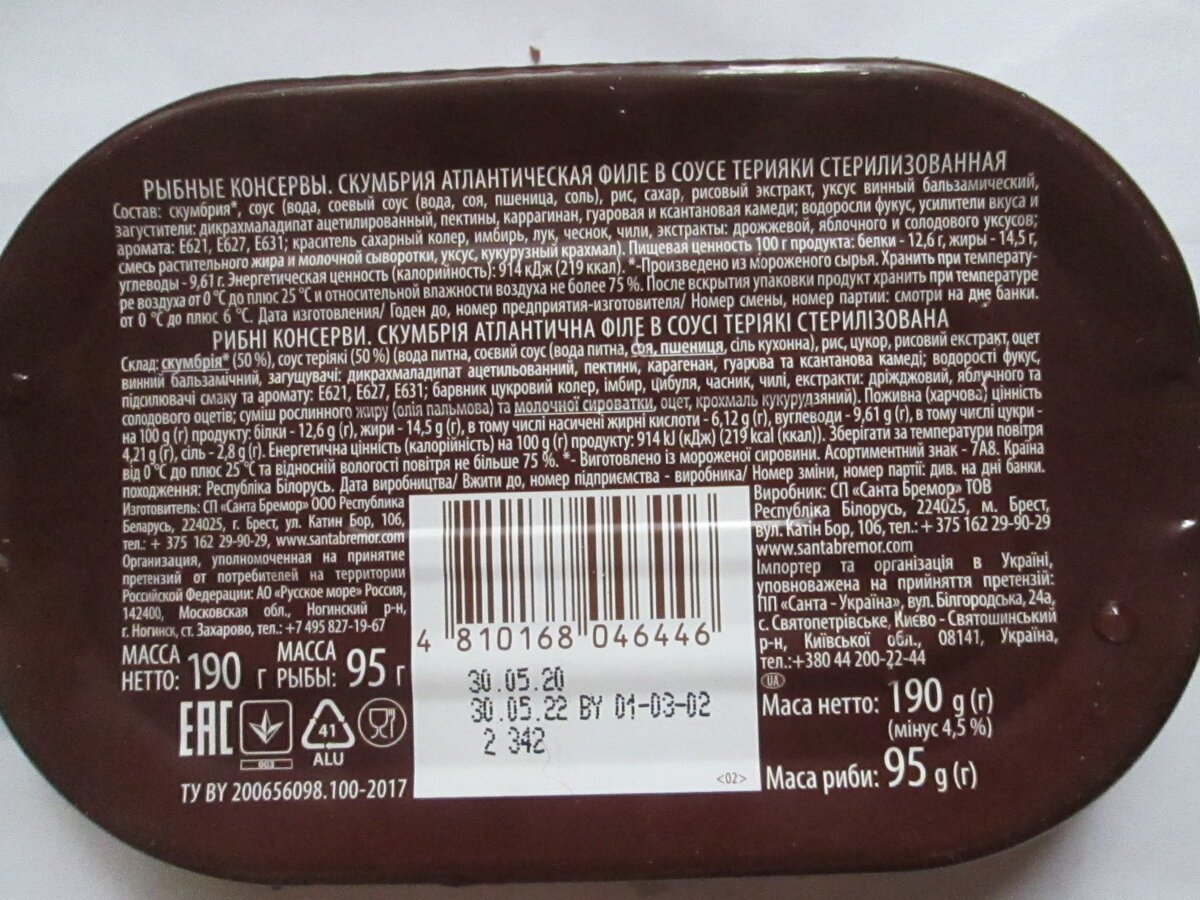 РЫБНЫЕ КОНСЕРВЫ. СКУМБРИЯ АТЛАНТИЧЕСКАЯ ФИЛЕ В СОУСЕ ТЕРИЯКИ СТЕРИЛИЗОВАННАЯ
Состав: скумбрия*, соус (вода, соевый соус (вода, соя, пшеница, соль), рис, сахар, рисовый экстракт, уксус винный бальзамический,
загустители: дикрахмаладипат ацетилированный, пектины, каррагинан, гуаровая и ксантановая камеди; водоросли фукус, усилители вкуса и
аромата: Е621, Е627, Е631; краситель сахарный колер, имбирь, лук, чеснок, чили, экстракты: дрожжевой, яблочного и солодового уксусов;
смесь растительного жира и молочной сыворотки, уксус, кукурузный крахмал). Пищевая ценность 100 г продукта: белки - 12,6 г, жиры - 14,5 г,
углеводы - 9,61 г. Энергетическая ценность (калорийность): 914 кДж (219 ккал). *-Произведено из мороженого сырья. Хранить при температу-
ре воздуха от 0 °С до плюс 25 °С и относительной влажности воздуха не более 75 %. После вскрытия упаковки продукт хранить при температуре
от 0 °С до плюс 6 °С. Дата изготовления/ Годен до, номер предприятия-изготовителя/ Номер смены, номер партии: смотри на дне банки.
РИБНІ КОНСЕРВИ. СКУМБРІЯ АТЛАНТИЧНА ФІЛЕ В СОУСІ ТЕРІЯКІ СТЕРИЛІЗОВАНА
Склад: скумбрія* (50 %), соус теріякі (50 %) (вода питна, соєвий соус (вода питна, соя, пшениця, сіль кухонна), рис, цукор, рисовий екстракт, оцет
винний бальзамічний, загущувачі: дикрахмаладипат ацетильований, пектини, карагенан, гуарова та ксантанова камеді; водорості фукус,
підсилювачі смаку та аромату: Е621, Е627, Е631; барвник цукровий колер, імбір, цибуля, часник, чилі, екстракти: дріжджовий, яблучного та
солодового оцетів; суміш рослинного жиру (олія пальмова) та молочної сироватки, оцет, крохмаль кукурудзяний). Поживна (харчова) цінність
на 100 g (г) продукту: білки - 12,6 g (г), жири - 14,5 g (г), в тому числі насичені жирні кислоти - 6,12 g (г), вуглеводи - 9,61 g (г), в тому числі цукри -
4,21 g (г), сіль - 2,8 g (г). Енергетична цінність (калорійність) на 100 g (г) продукту: 914 kJ (кДж) (219 kcal (ккал)). Зберігати за температури повітря
від 0 °С до плюс 25 °С та відносній вологості повітря не більше 75 %. *- Виготовлено із мороженої сировини. Асортиментний знак - 7А8. Країна
походження: Республіка Білорусь. Дата виробництва/ Вжити до, номер підприємства - виробника/ Номер зміни, номер партії: див. на дні банки.
Изготовитель: СП «Санта Бремор» ООО Республика
Беларусь, 224025, г. Брест, ул. Катин Бор, 106,
тел.: + 375 162 29-90-29, www.santabremor.com
Организация, уполномоченная на принятие
претензий от потребителей на территории
Российской Федерации: АО «Русское море» Россия,
142400, Московская обл., Ногинский р-н,
г. Ногинск, ст. Захарово, тел.: +7 495 827-19-67
МАССА НЕТТО: 190 г МАССА РЫБЫ: 95 г
EAC
003
41
ALU
ТУ BY 200656098.100-2017
4 810168 046446
30.05.20
30.05.22 BY 01-03-02
2 342
<02>
Виробник: СП «Санта Бремор» ТОВ
Республіка Білорусь, 224025, м. Брест,
вул. Катін Бор, 106, тел.: + 375 162 29-90-29
www.santabremor.com
Імпортер та організація в Україні,
уповноважена на прийняття претензій:
ПП «Санта - Україна», вул. Білгородська, 24а,
с. Святопетрівське, Києво - Святошинський
р-н, Київської обл., 08141, Україна,
тел.:+380 44 200-22-44
UA
Маса нетто: 190 g (г)
(мінус 4,5 %)
Маса риби: 95 g (г)